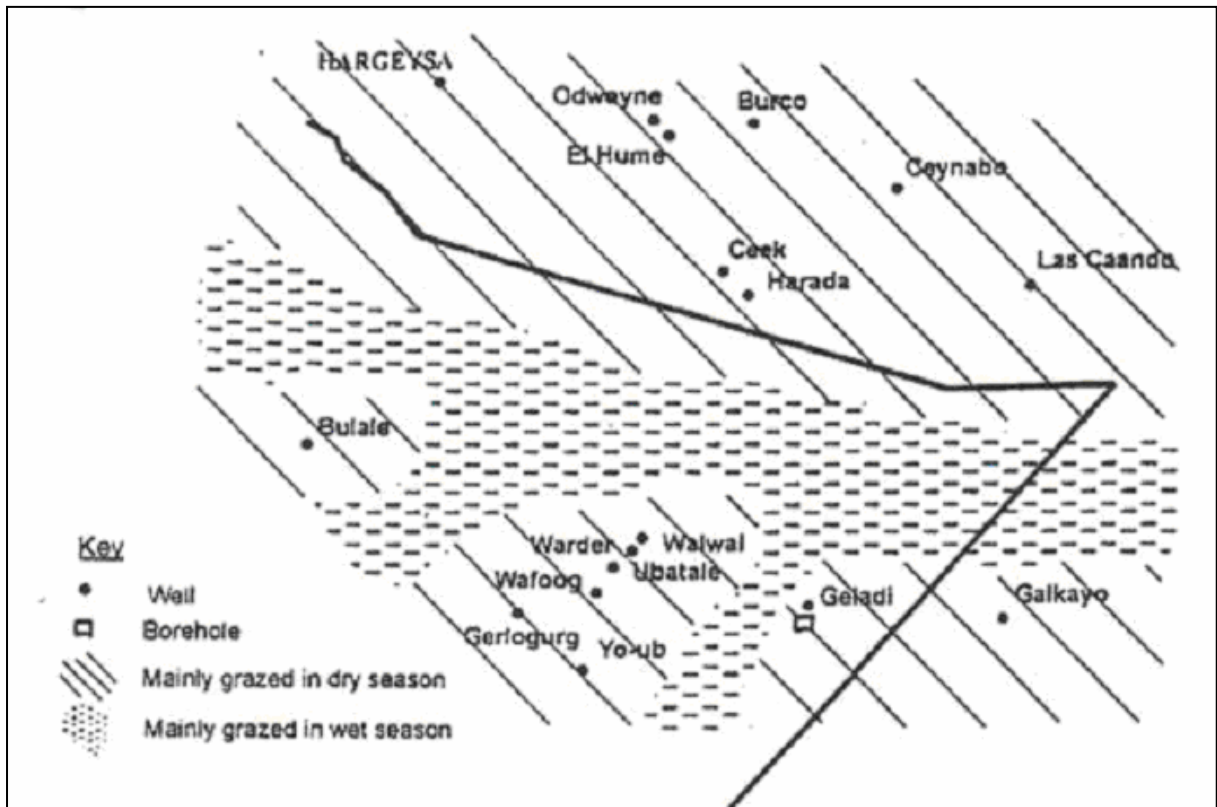 HARGEYSA
Odweyne
Burco
El Hume
Ceynabo
Ceek
Las Caando
Harada
Bulale
Warder
Walwal
Ubatale
Wafoog
Geladi
Galkayo
Gerlogurg
Yo-ub
Key
Well
Borehole
Mainly grazed in dry season
Mainly grazed in wet season